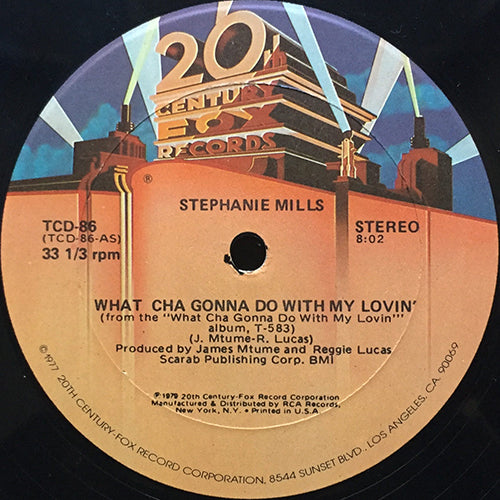 20th
CENTURY
FOX
RECORDS
®
STEPHANIE MILLS
TCD-86
(TCD-86-AS)
33 1/3 rpm
STEREO
8:02
WHAT CHA GONNA DO WITH MY LOVIN'
(from the "What Cha Gonna Do With My Lovin'"
album, T-583)
(J. Mtume-R. Lucas)
Produced by James Mtume and Reggie Lucas
Scarab Publishing Corp. BMI
℗1979 20th Century-Fox Record Corporation
Manufactured & Distributed by RCA Records,
New York, N.Y. • Printed in U.S.A.
©1977 20TH CENTURY-FOX RECORD CORPORATION, 8544 SUNSET BLVD., LOS ANGELES, CA. 90069